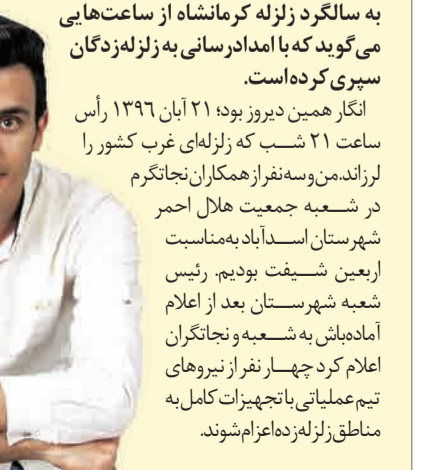 به سالگرد زلزله کرمانشاه از ساعت‌هایی
می‌گوید که با امدادرسانی به زلزله‌زدگان
سپری کرده است.
انگار همین دیروز بود؛ ۲۱ آبان ۱۳۹۶ رأس
ساعت ۲۱ شب که زلزله‌ای غرب کشور را
لرزاند. من و سه نفر از همکاران نجاتگرم
در شعبه جمعیت هلال احمر
شهرستان اسدآباد به‌مناسبت
اربعین شیفت بودیم. رئیس
شعبه شهرستان بعد از اعلام
آماده‌باش به شعبه و نجاتگران
اعلام کرد چهار نفر از نیروهای
تیم عملیاتی با تجهیزات کامل به
مناطق زلزله‌زده اعزام شوند.